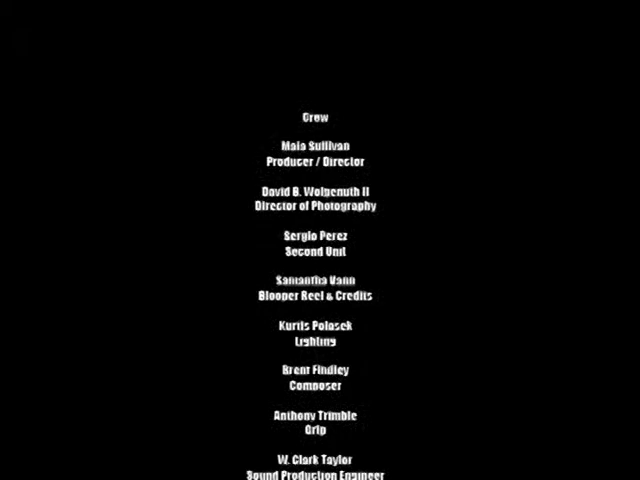 Crew
Maia Sullivan
Producer / Director
David B. Wolgenuth II
Director of Photography
Sergio Perez
Second Unit
Samantha Vann
Blooper Reel & Credits
Kurtis Polasek
Lighting
Brent Findley
Composer
Anthony Trimble
Grip
W. Clark Taylor
Sound Production Engineer